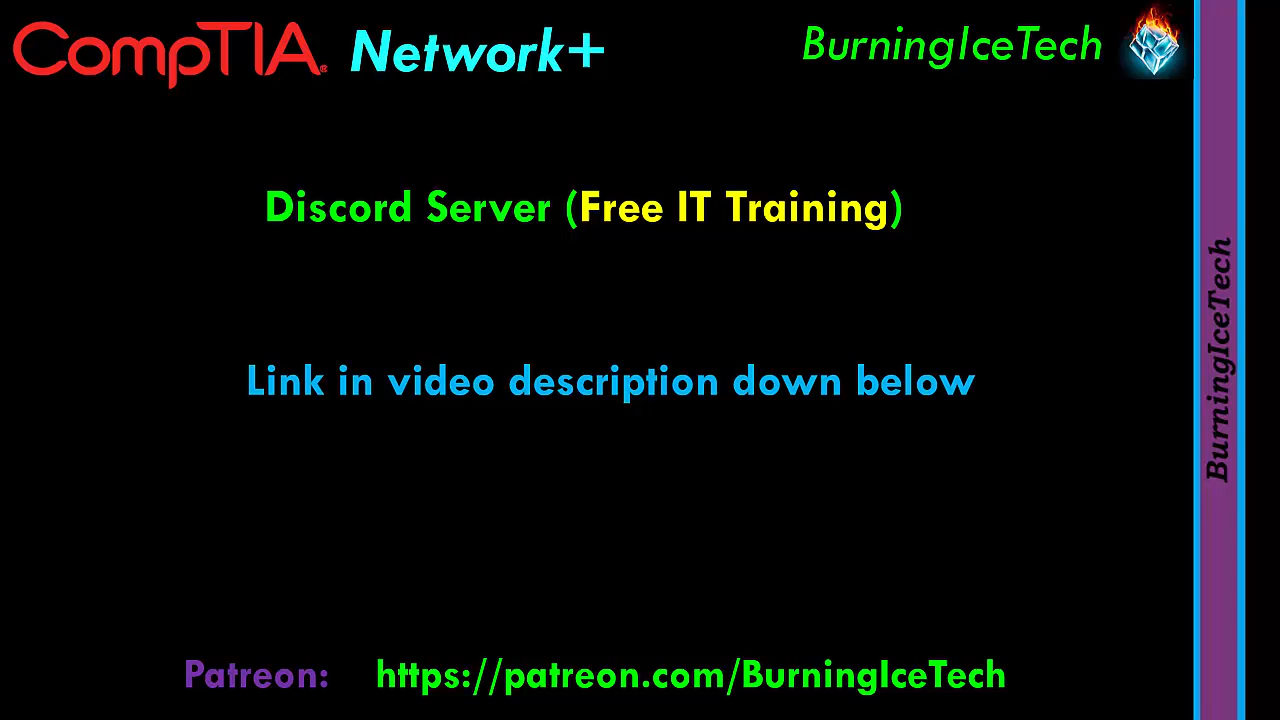 CompTIA® Network+
BurningIceTech
Discord Server (Free IT Training)
Link in video description down below
BurningIceTech
Patreon: https://patreon.com/BurningIceTech